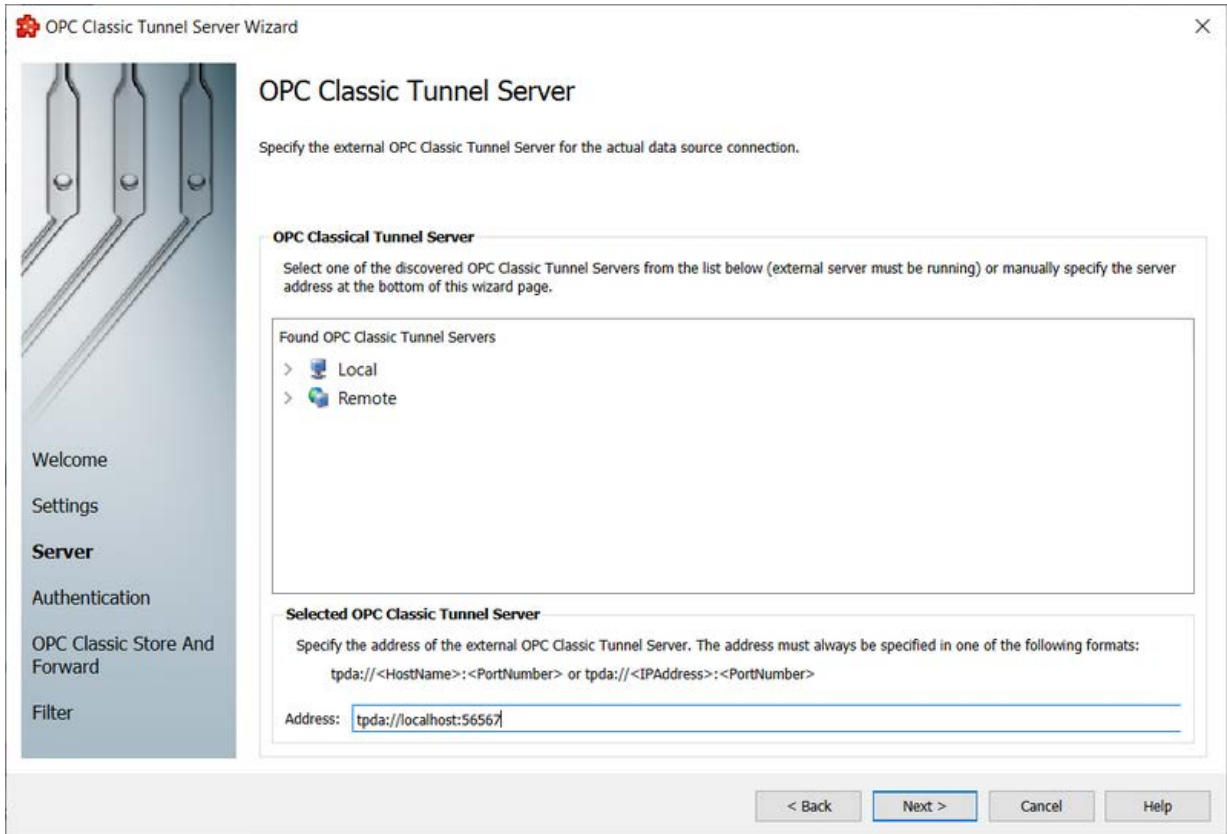 OPC Classic Tunnel Server Wizard
OPC Classic Tunnel Server
Specify the external OPC Classic Tunnel Server for the actual data source connection.
OPC Classical Tunnel Server
Select one of the discovered OPC Classic Tunnel Servers from the list below (external server must be running) or manually specify the server
address at the bottom of this wizard page.
Found OPC Classic Tunnel Servers
Local
Remote
Welcome
Settings
Server
Authentication
OPC Classic Store And
Forward
Filter
Selected OPC Classic Tunnel Server
Specify the address of the external OPC Classic Tunnel Server. The address must always be specified in one of the following formats:
tpda://<HostName>:<PortNumber> or tpda://<IPAddress>:<PortNumber>
Address: tpda://localhost:56567
< Back Next > Cancel Help